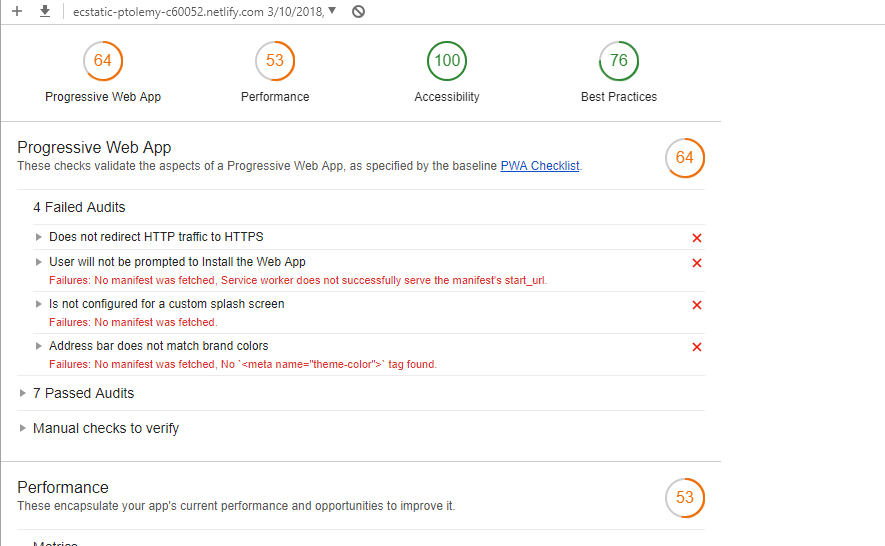 ecstatic-ptolemy-c60052.netlify.com 3/10/2018,
64
53
100
76
Progressive Web App
Performance
Accessibility
Best Practices
Progressive Web App
These checks validate the aspects of a Progressive Web App, as specified by the baseline PWA Checklist.
64
4 Failed Audits
Does not redirect HTTP traffic to HTTPS
User will not be prompted to Install the Web App
Failures: No manifest was fetched, Service worker does not successfully serve the manifest's start_url.
Is not configured for a custom splash screen
Failures: No manifest was fetched.
Address bar does not match brand colors
Failures: No manifest was fetched, No `<meta name="theme-color">` tag found.
7 Passed Audits
Manual checks to verify
Performance
These encapsulate your app's current performance and opportunities to improve it.
53
Metrics